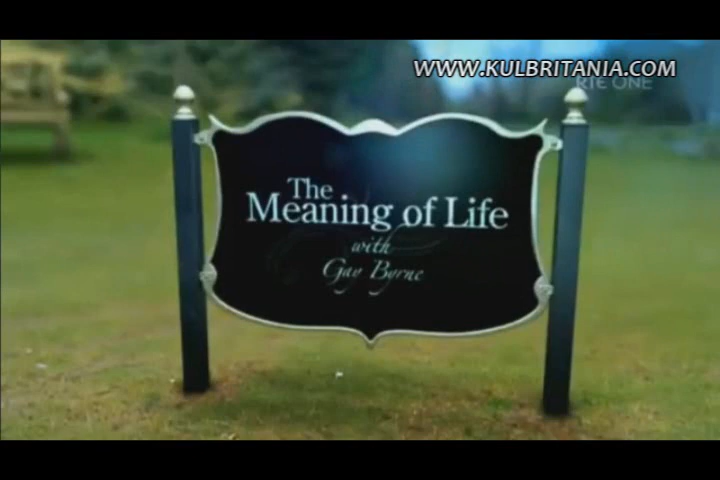 WWW.KULBRITANIA.COM
RTÉ ONE
The
Meaning of Life
with
Gay Byrne